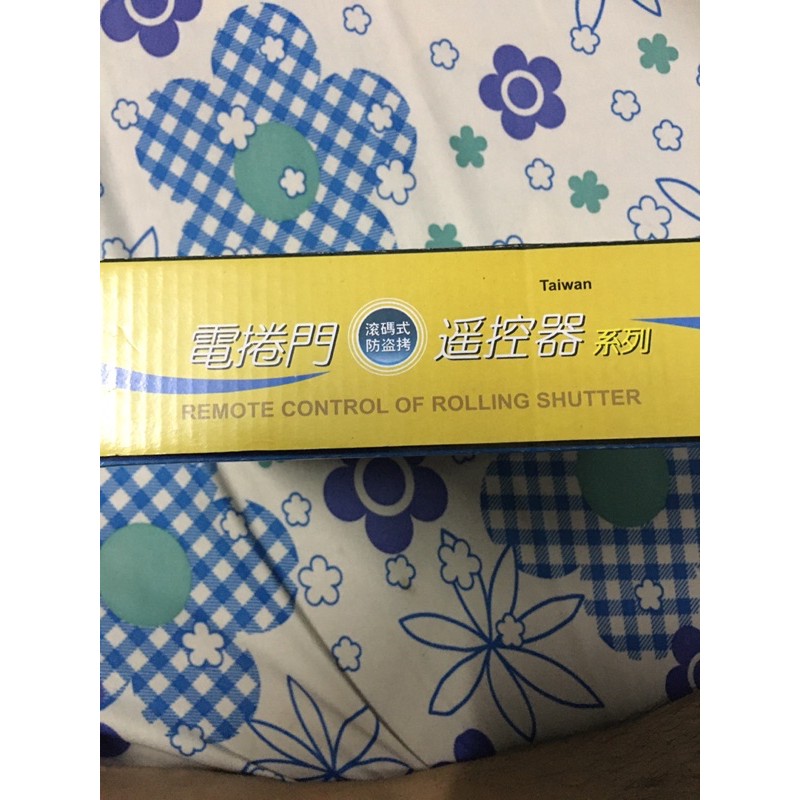 Taiwan
電捲門 滾碼式 防盜拷 遥控器 系列
REMOTE CONTROL OF ROLLING SHUTTER